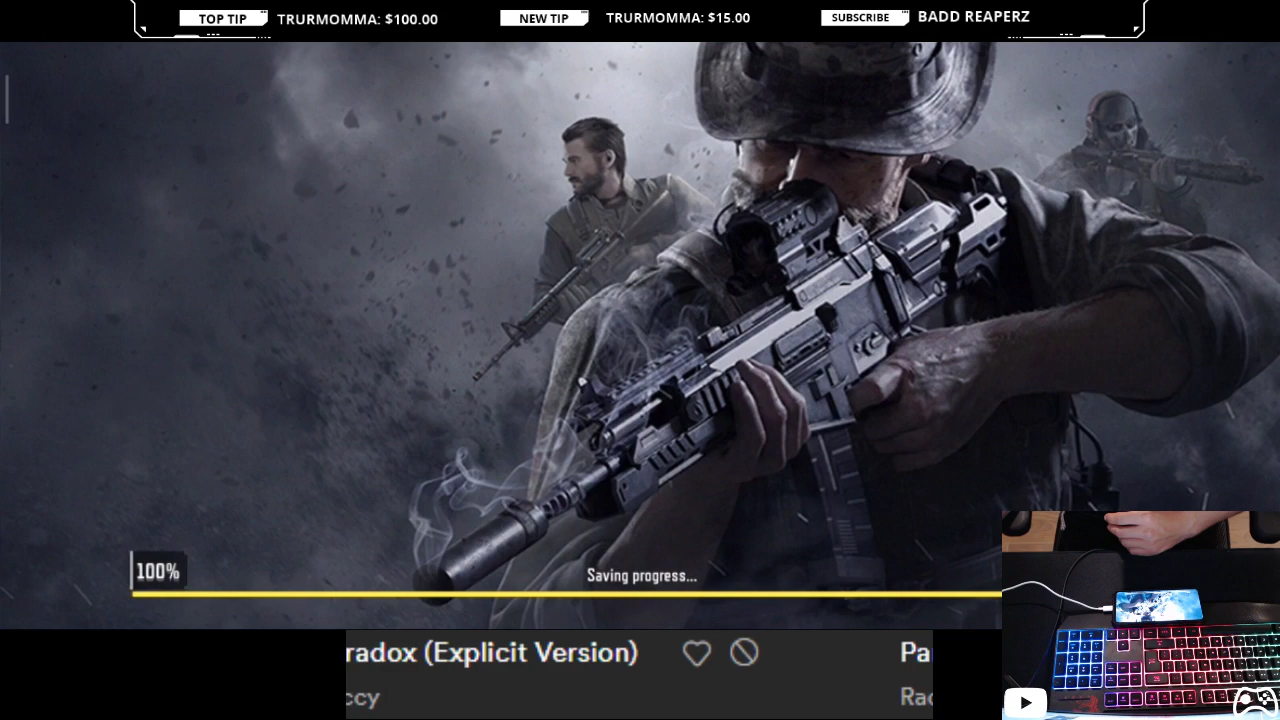 TOP TIP TRURMOMMA: $100.00 NEW TIP TRURMOMMA: $15.00 SUBSCRIBE BADD REAPERZ
100%
Saving progress...
radox (Explicit Version) Pa
ccy Rac